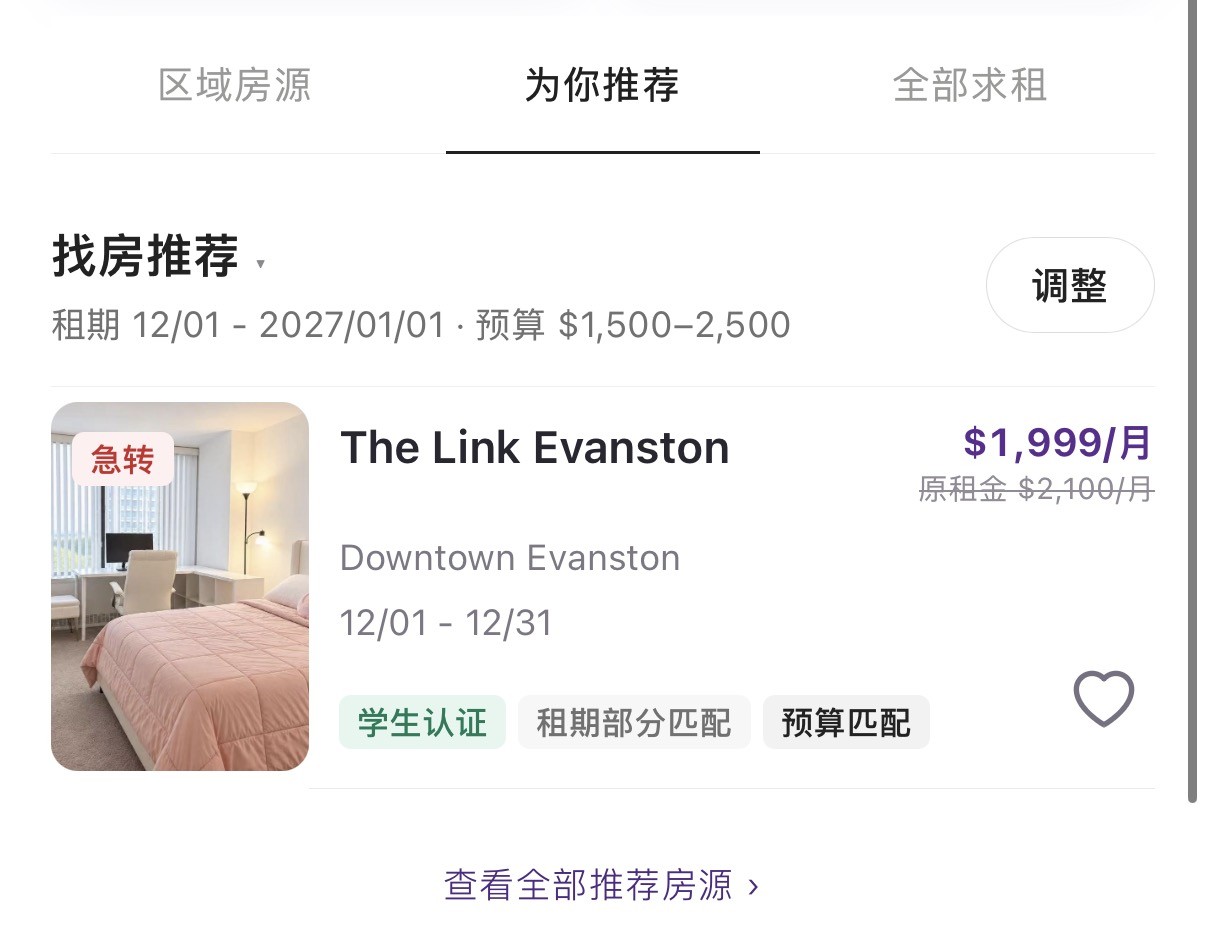 区域房源
为你推荐
全部求租
找房推荐 ▾
调整
租期 12/01 - 2027/01/01 · 预算 $1,500–2,500
急转
The Link Evanston
$1,999/月
原租金 $2,100/月
Downtown Evanston
12/01 - 12/31
学生认证
租期部分匹配
预算匹配
查看全部推荐房源 ›